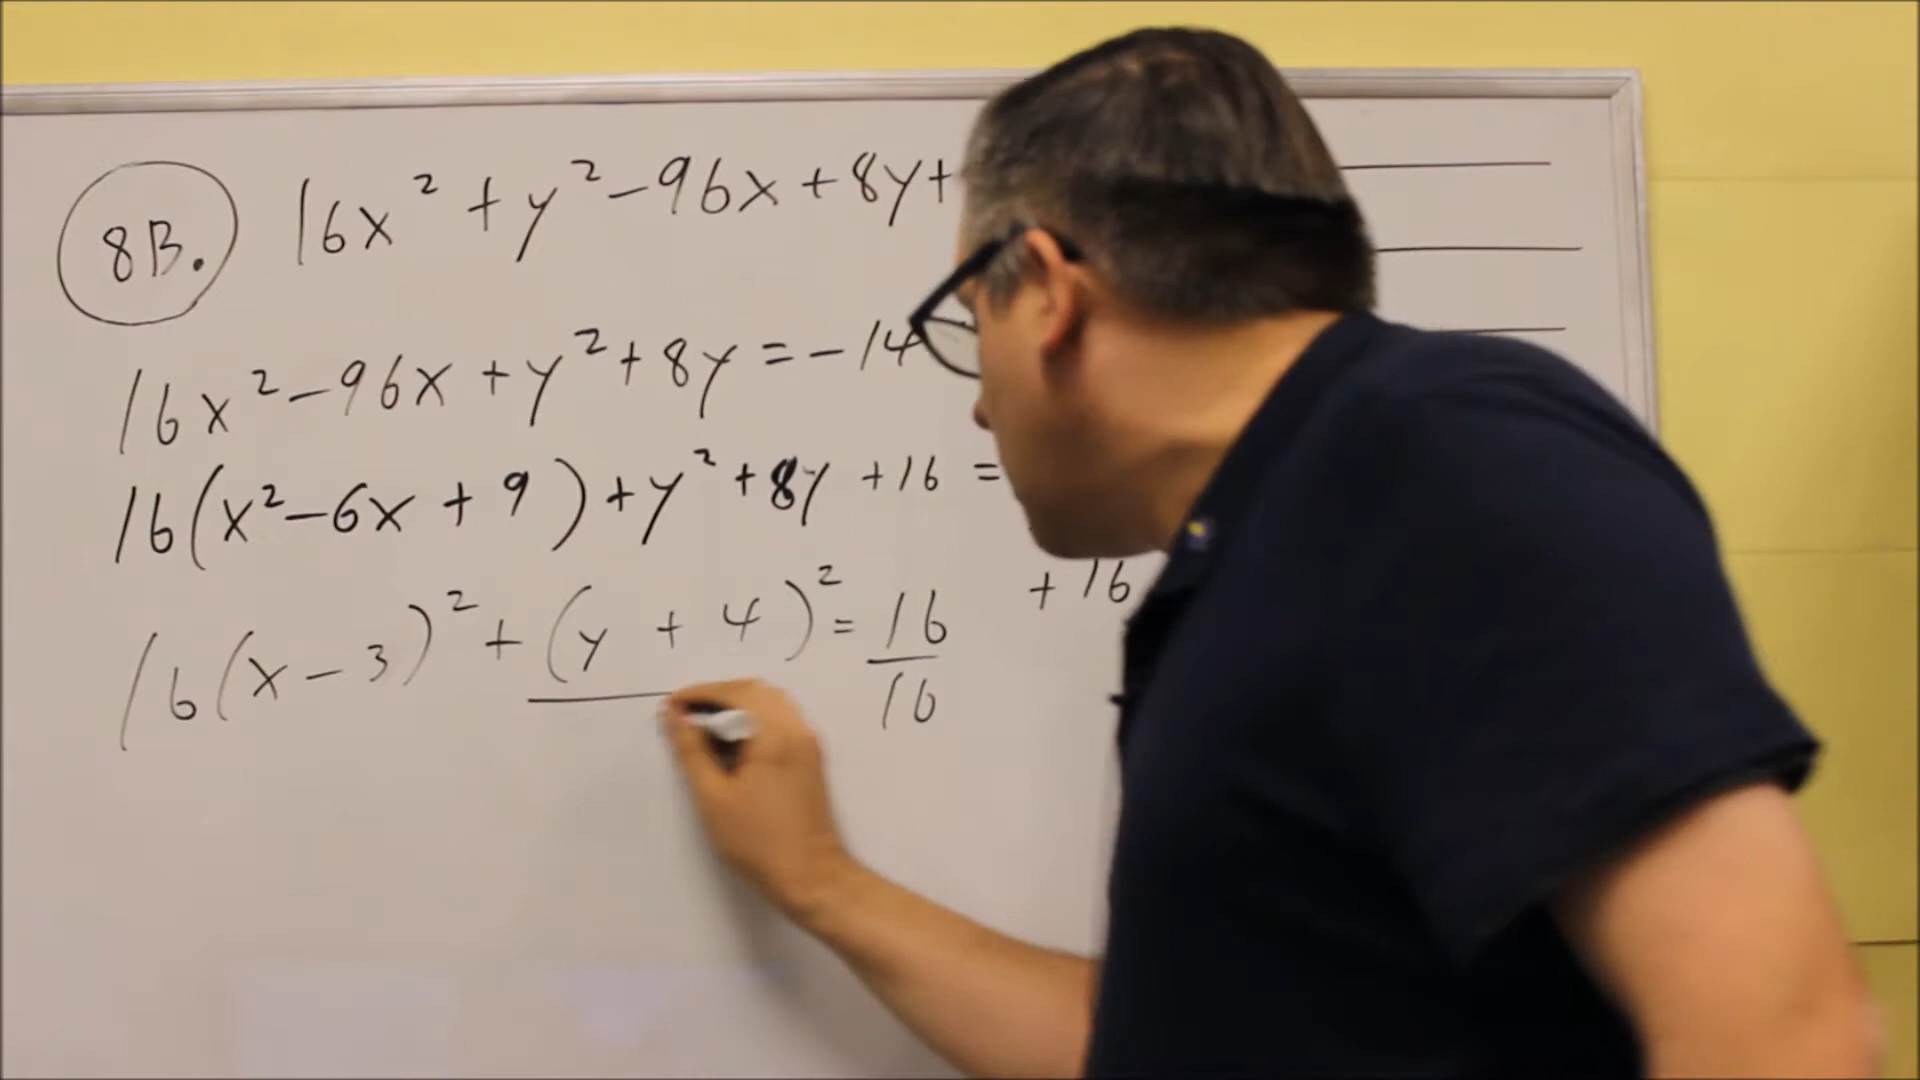 8B. 16x² + y² - 96x + 8y +
16x² - 96x + y² + 8y = -14
16(x² - 6x + 9 ) + y² + 8y + 16 =
+ 16
16(x - 3)² + (y + 4)² = 16
16